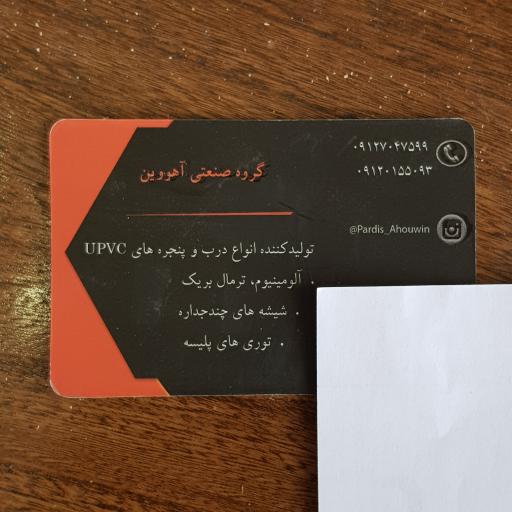 گروه صنعتی آهووین
تولیدکننده انواع درب و پنجره های UPVC
. آلومینیوم، ترمال بریک
. شیشه های چندجداره
. توری های پلیسه
۰۹۱۲۷۰۴۷۵۹۹
۰۹۱۲۰۱۵۵۰۹۳
@Pardis_Ahouwin